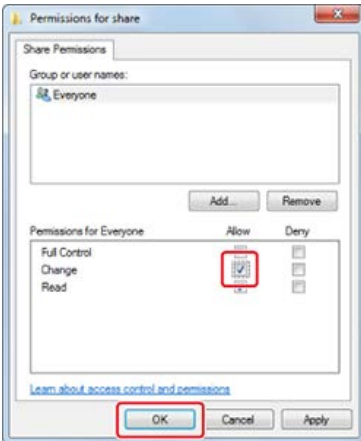 Permissions for share
Share Permissions
Group or user names:
Everyone
Add... Remove
Permissions for Everyone Allow Deny
Full Control
Change
Read
Learn about access control and permissions
OK Cancel Apply